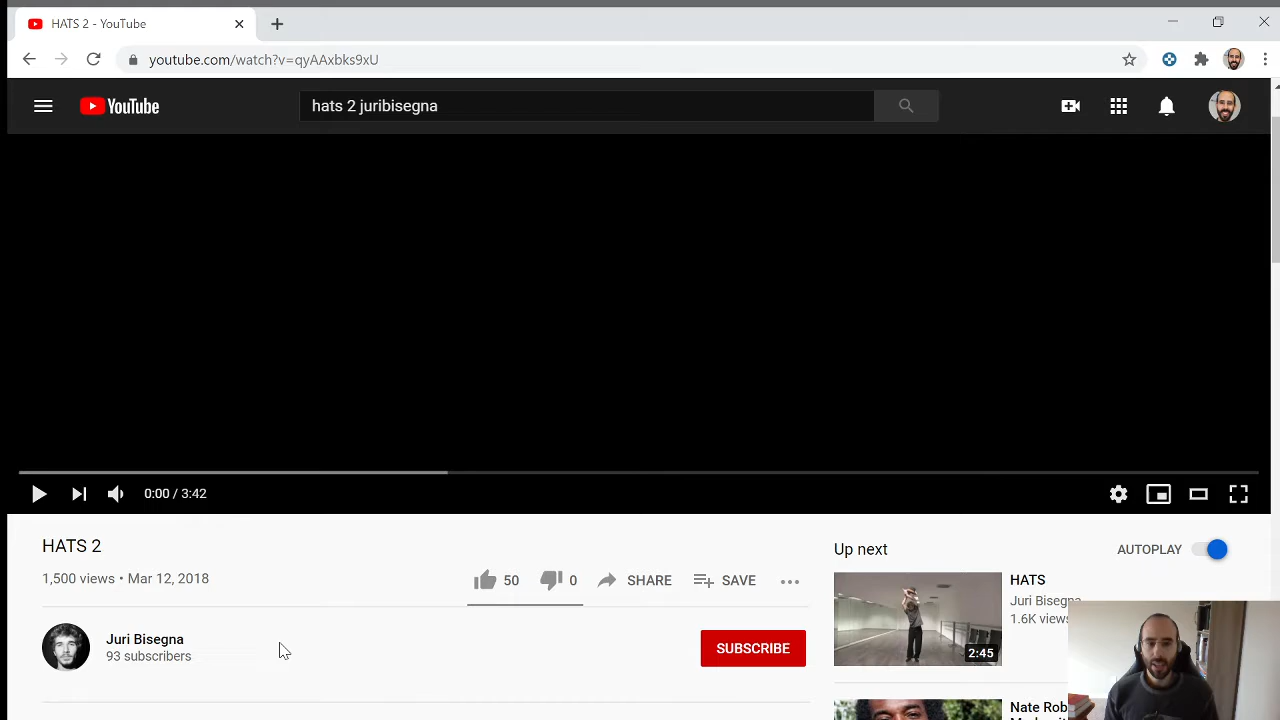 HATS 2 - YouTube
youtube.com/watch?v=qyAAxbks9xU
YouTube
hats 2 juribisegna
0:00 / 3:42
HATS 2
1,500 views • Mar 12, 2018
50
0
SHARE
SAVE
Juri Bisegna
93 subscribers
SUBSCRIBE
Up next
AUTOPLAY
2:45
HATS
Juri Bisegna
1.6K views
Nate Rob